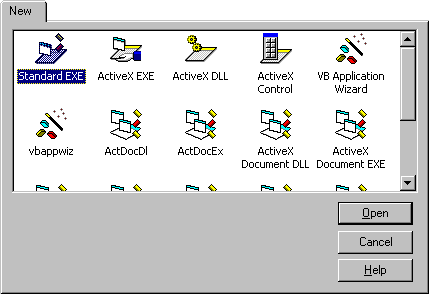 New
Standard EXE ActiveX EXE ActiveX DLL ActiveX VB Application
Control Wizard
vbappwiz ActDocDl ActDocEx ActiveX ActiveX
Document DLL Document EXE
Open
Cancel
Help